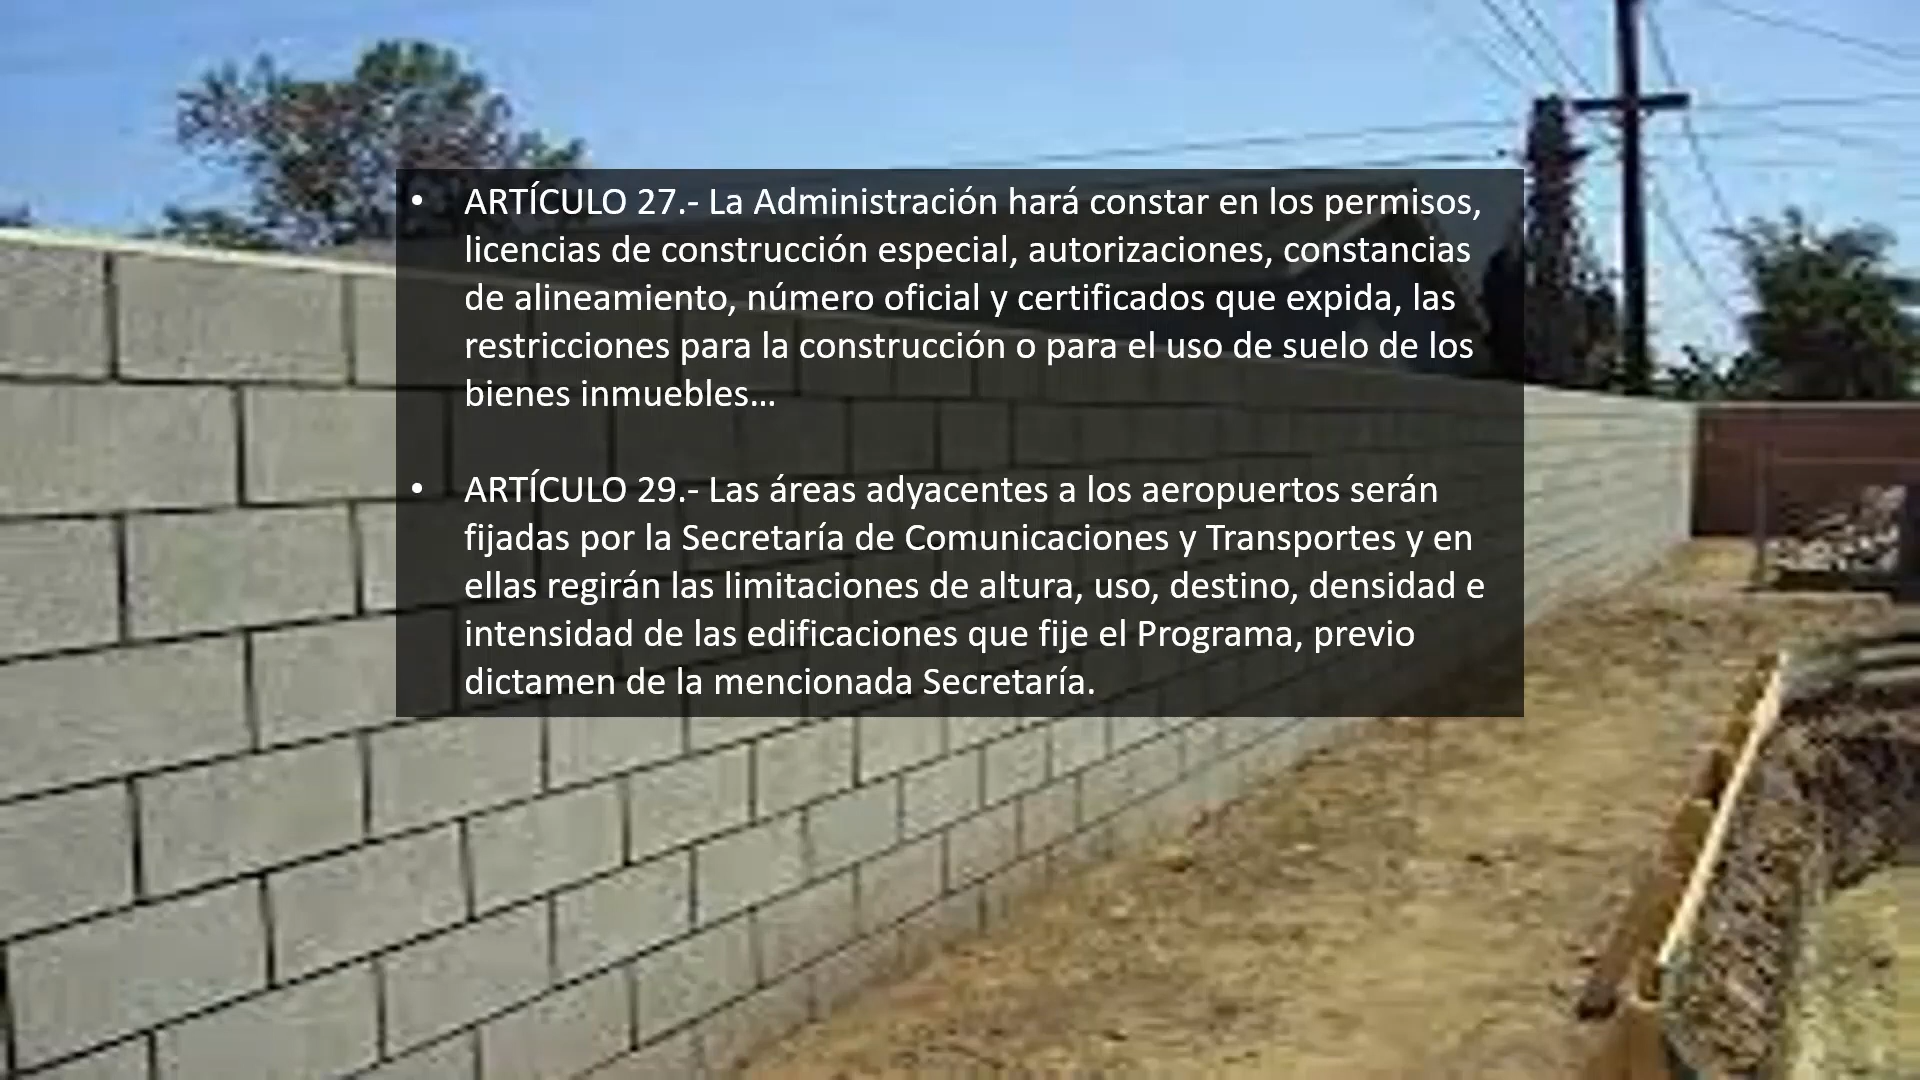 • ARTÍCULO 27.- La Administración hará constar en los permisos,
licencias de construcción especial, autorizaciones, constancias
de alineamiento, número oficial y certificados que expida, las
restricciones para la construcción o para el uso de suelo de los
bienes inmuebles…
• ARTÍCULO 29.- Las áreas adyacentes a los aeropuertos serán
fijadas por la Secretaría de Comunicaciones y Transportes y en
ellas regirán las limitaciones de altura, uso, destino, densidad e
intensidad de las edificaciones que fije el Programa, previo
dictamen de la mencionada Secretaría.